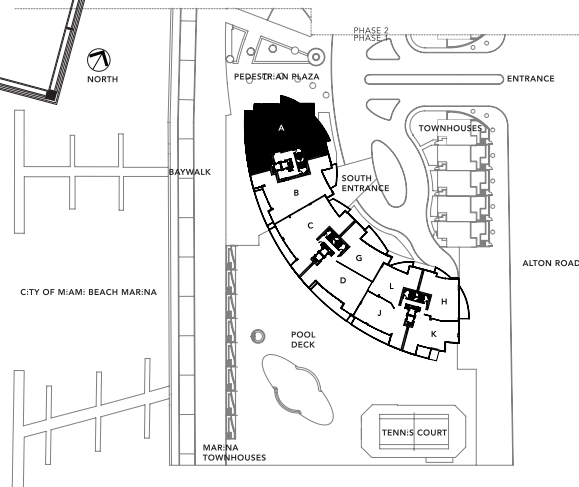 PHASE 2
PHASE 1
NORTH
PEDESTRIAN PLAZA
ENTRANCE
A
TOWNHOUSES
BAYWALK
SOUTH
ENTRANCE
B
C
G
ALTON ROAD
D
L
H
CITY OF MIAMI BEACH MARINA
J
K
POOL
DECK
TENNIS COURT
MARINA
TOWNHOUSES